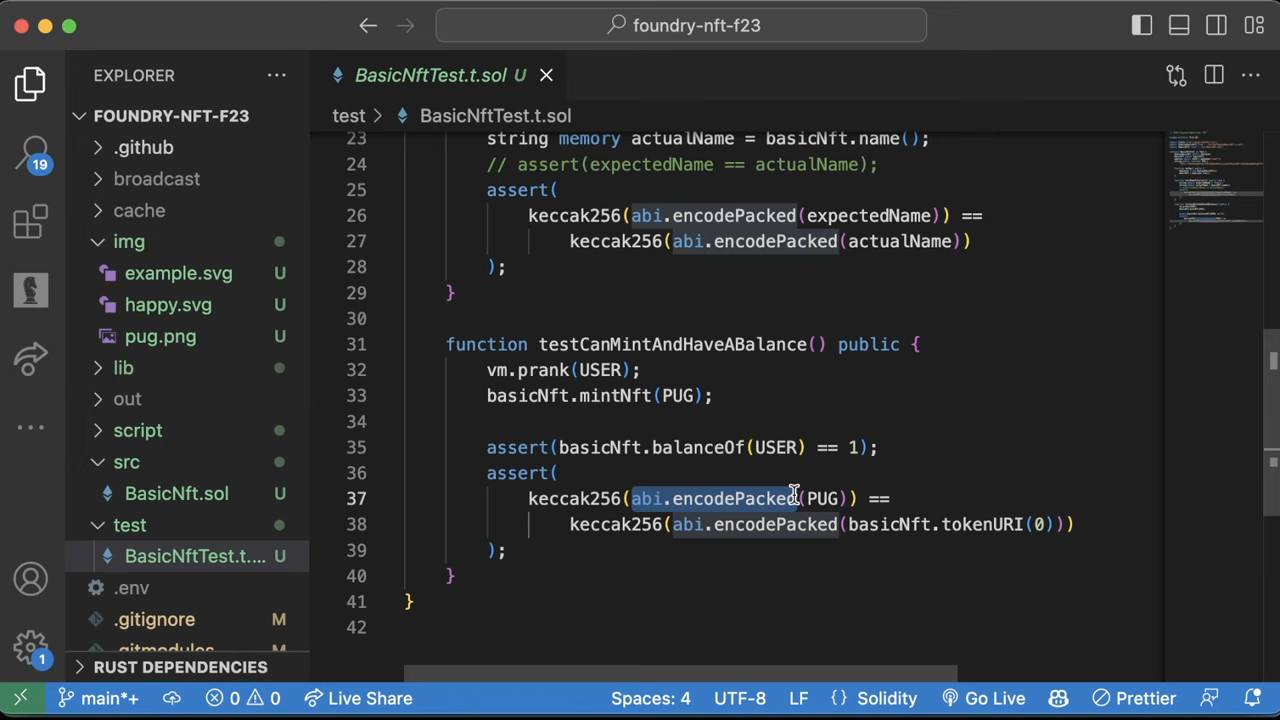 foundry-nft-f23
EXPLORER
BasicNftTest.t.sol U
FOUNDRY-NFT-F23
test > BasicNftTest.t.sol
.github
broadcast
cache
img
example.svg U
happy.svg U
pug.png U
lib
out
script
src
BasicNft.sol U
test
BasicNftTest.t.... U
.env
.gitignore M
.gitmodules M
RUST DEPENDENCIES
19
1
23 string memory actualName = basicNft.name();
24 // assert(expectedName == actualName);
25 assert(
26 keccak256(abi.encodePacked(expectedName)) ==
27 keccak256(abi.encodePacked(actualName))
28 );
29 }
30
31 function testCanMintAndHaveABalance() public {
32 vm.prank(USER);
33 basicNft.mintNft(PUG);
34
35 assert(basicNft.balanceOf(USER) == 1);
36 assert(
37 keccak256(abi.encodePacked(PUG)) ==
38 keccak256(abi.encodePacked(basicNft.tokenURI(0)))
39 );
40 }
41 }
42
main*+ 0 0 Live Share Spaces: 4 UTF-8 LF {} Solidity Go Live Prettier